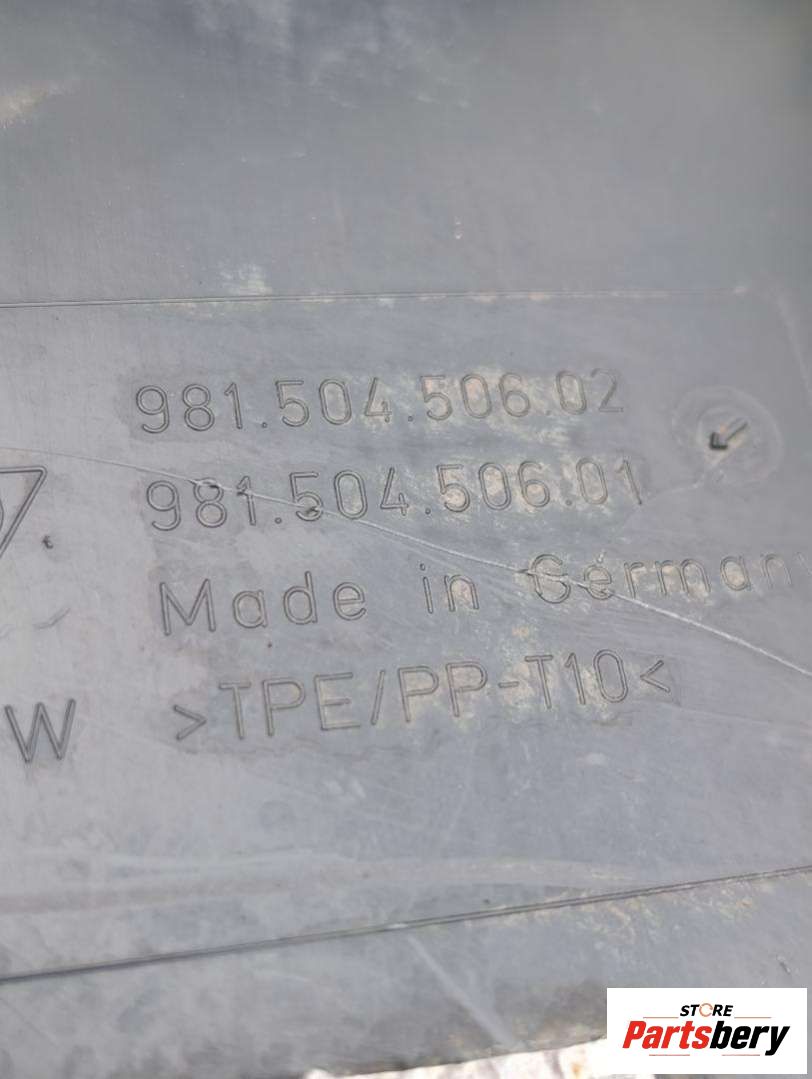 981.504.506.02
981.504.506.01
Made in Germany
W >TPE/PP-T10<
STORE
Partsbery